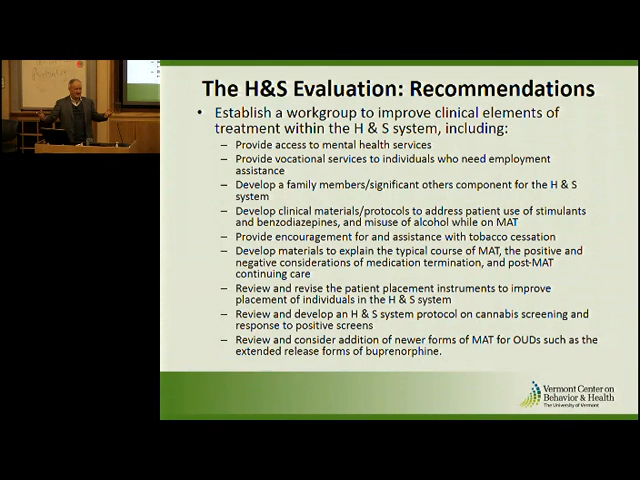 The H&S Evaluation: Recommendations
• Establish a workgroup to improve clinical elements of
treatment within the H & S system, including:
– Provide access to mental health services
– Provide vocational services to individuals who need employment
assistance
– Develop a family members/significant others component for the H & S
system
– Develop clinical materials/protocols to address patient use of stimulants
and benzodiazepines, and misuse of alcohol while on MAT
– Provide encouragement for and assistance with tobacco cessation
– Develop materials to explain the typical course of MAT, the positive and
negative considerations of medication termination, and post-MAT
continuing care
– Review and revise the patient placement instruments to improve
placement of individuals in the H & S system
– Review and develop an H & S system protocol on cannabis screening and
response to positive screens
– Review and consider addition of newer forms of MAT for OUDs such as the
extended release forms of buprenorphine.
Vermont Center on
Behavior & Health
The University of Vermont